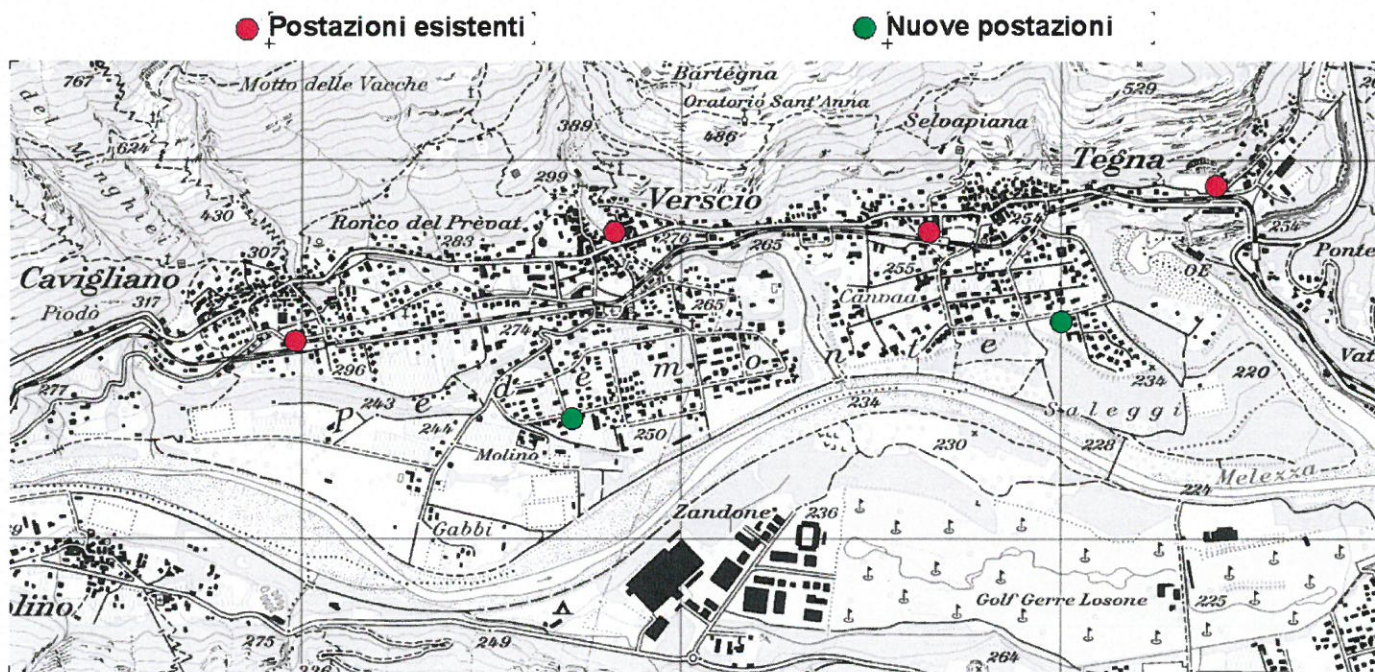 Postazioni esistenti
Nuove postazioni
767
Motto delle Vacche
Bartegna
Oratorio Sant'Anna
529
389
486
Selvapiana
624
del
Minghei
Tegna
299
430
Verscio
Ronco del Prèvat
283
276
265
254
254
307
Cavigliano
317
Piodò
255
OE
Ponte
Cannaa
265
274
296
277
243
Pedemonte
234
220
244
250
234
Saleggi
Molino
230
228
Melezza
224
Zandone
236
Gabbi
Golf Gerre Losone
225
olino
275
249
264